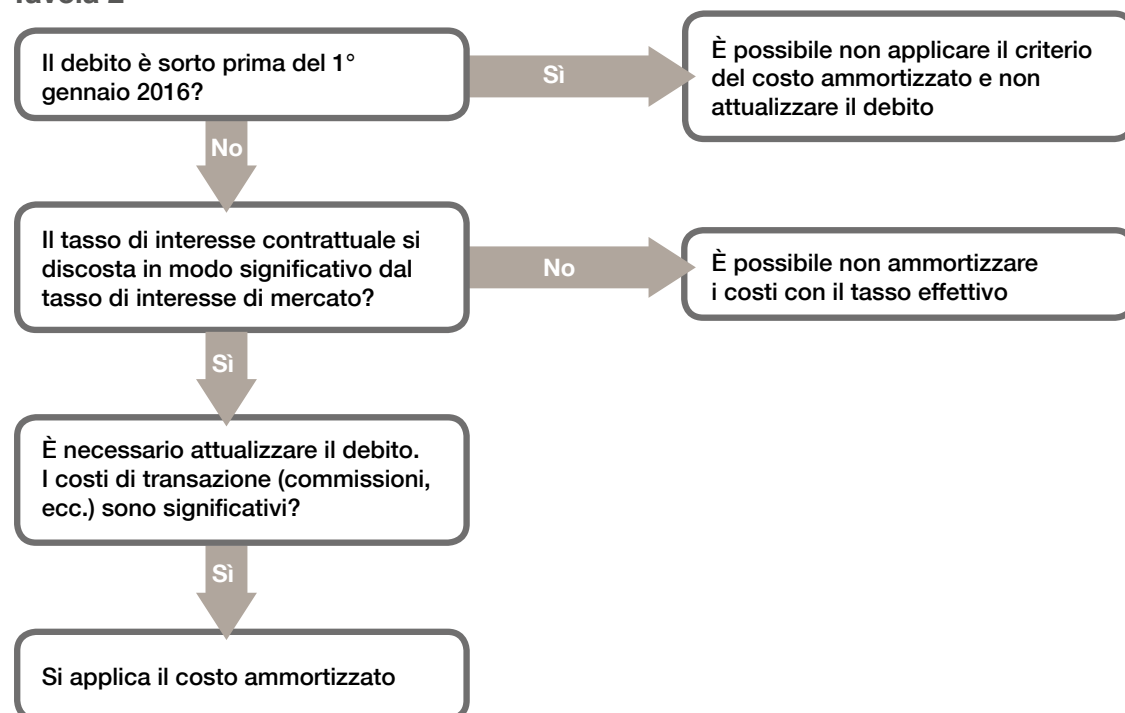 Tavola 2
Il debito è sorto prima del 1°
gennaio 2016?
Sì
È possibile non applicare il criterio
del costo ammortizzato e non
attualizzare il debito
No
Il tasso di interesse contrattuale si
discosta in modo significativo dal
tasso di interesse di mercato?
No
È possibile non ammortizzare
i costi con il tasso effettivo
Sì
È necessario attualizzare il debito.
I costi di transazione (commissioni,
ecc.) sono significativi?
Sì
Si applica il costo ammortizzato